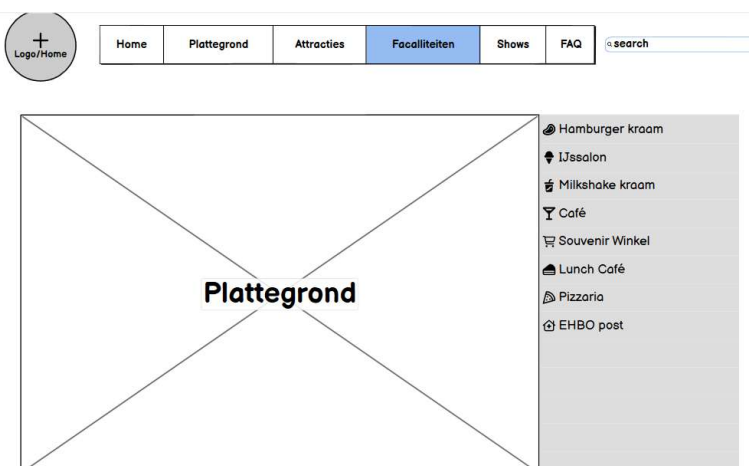 Logo/Home
Home Plattegrond Attracties Facalliteiten Shows FAQ search
Plattegrond
Hamburger kraam
IJssalon
Milkshake kraam
Café
Souvenir Winkel
Lunch Café
Pizzaria
EHBO post